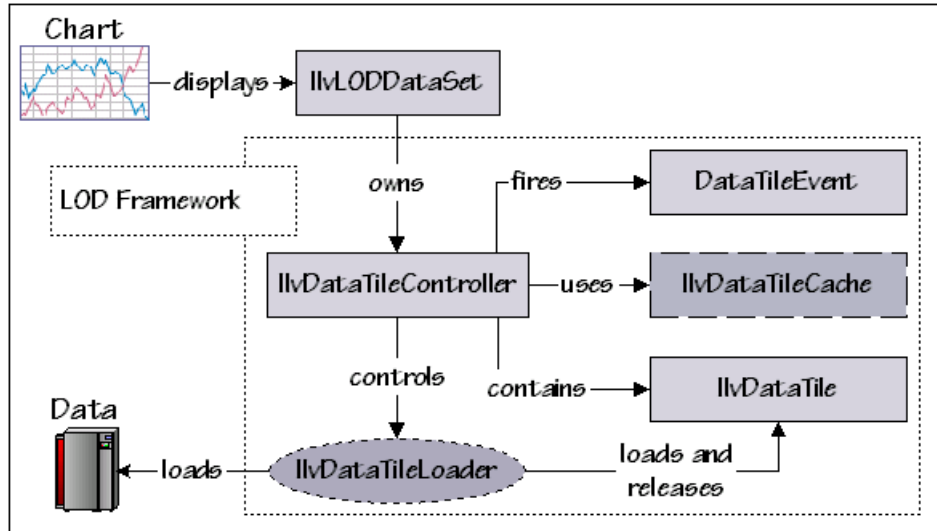 Chart
displays
IlvLODDataSet
owns
fires
DataTileEvent
LOD Framework
IlvDataTileController
uses
IlvDataTileCache
controls
contains
IlvDataTile
Data
loads
IlvDataTileLoader
loads and
releases